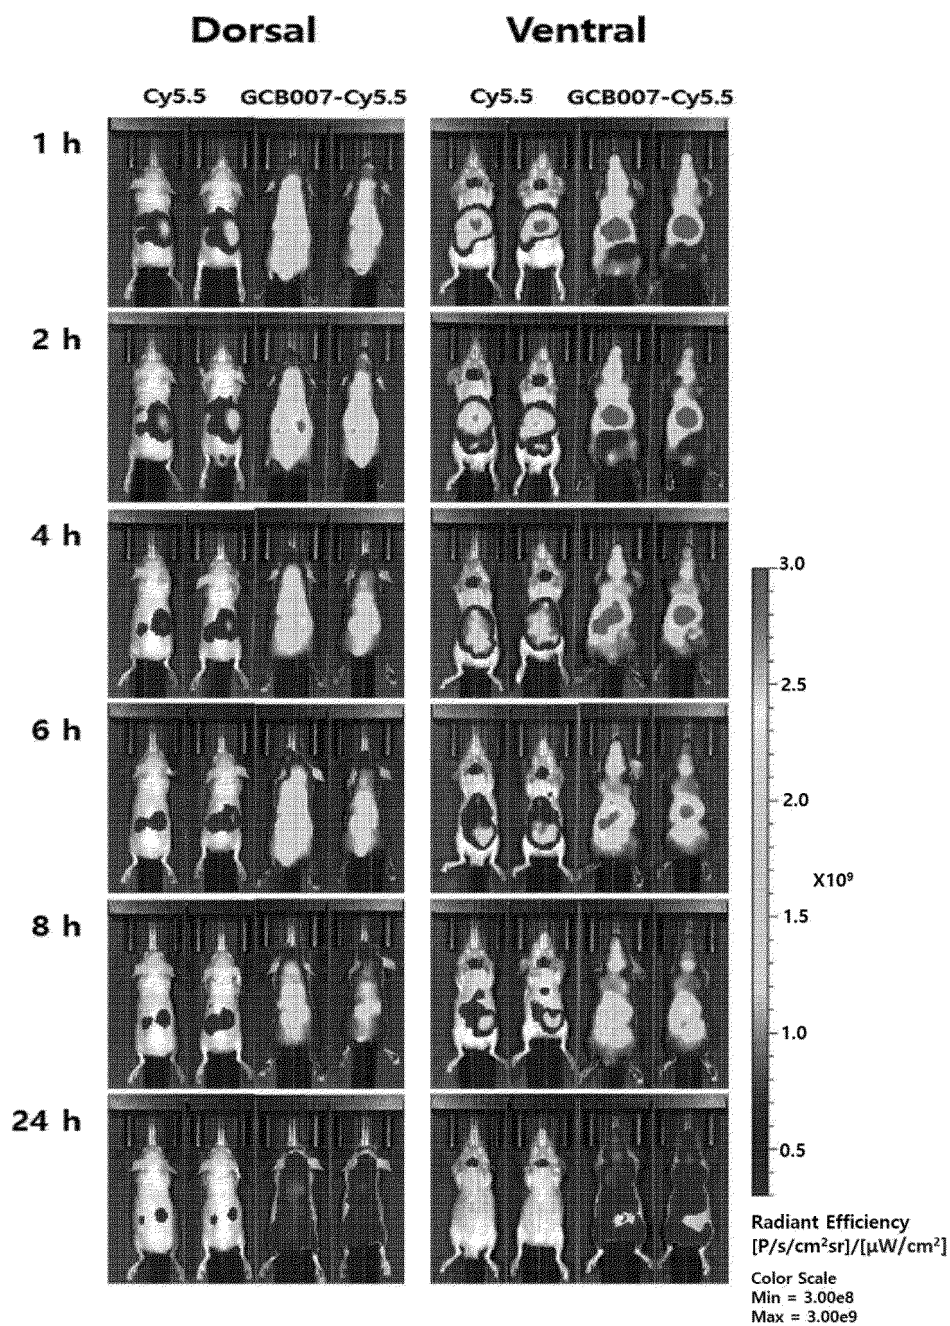 Dorsal Ventral
Cy5.5 GCB007-Cy5.5 Cy5.5 GCB007-Cy5.5
1 h
2 h
4 h
3.0
2.5
6 h
2.0
X10⁹
8 h
1.5
1.0
24 h
0.5
Radiant Efficiency
[P/s/cm²sr]/[µW/cm²]
Color Scale
Min = 3.00e8
Max = 3.00e9